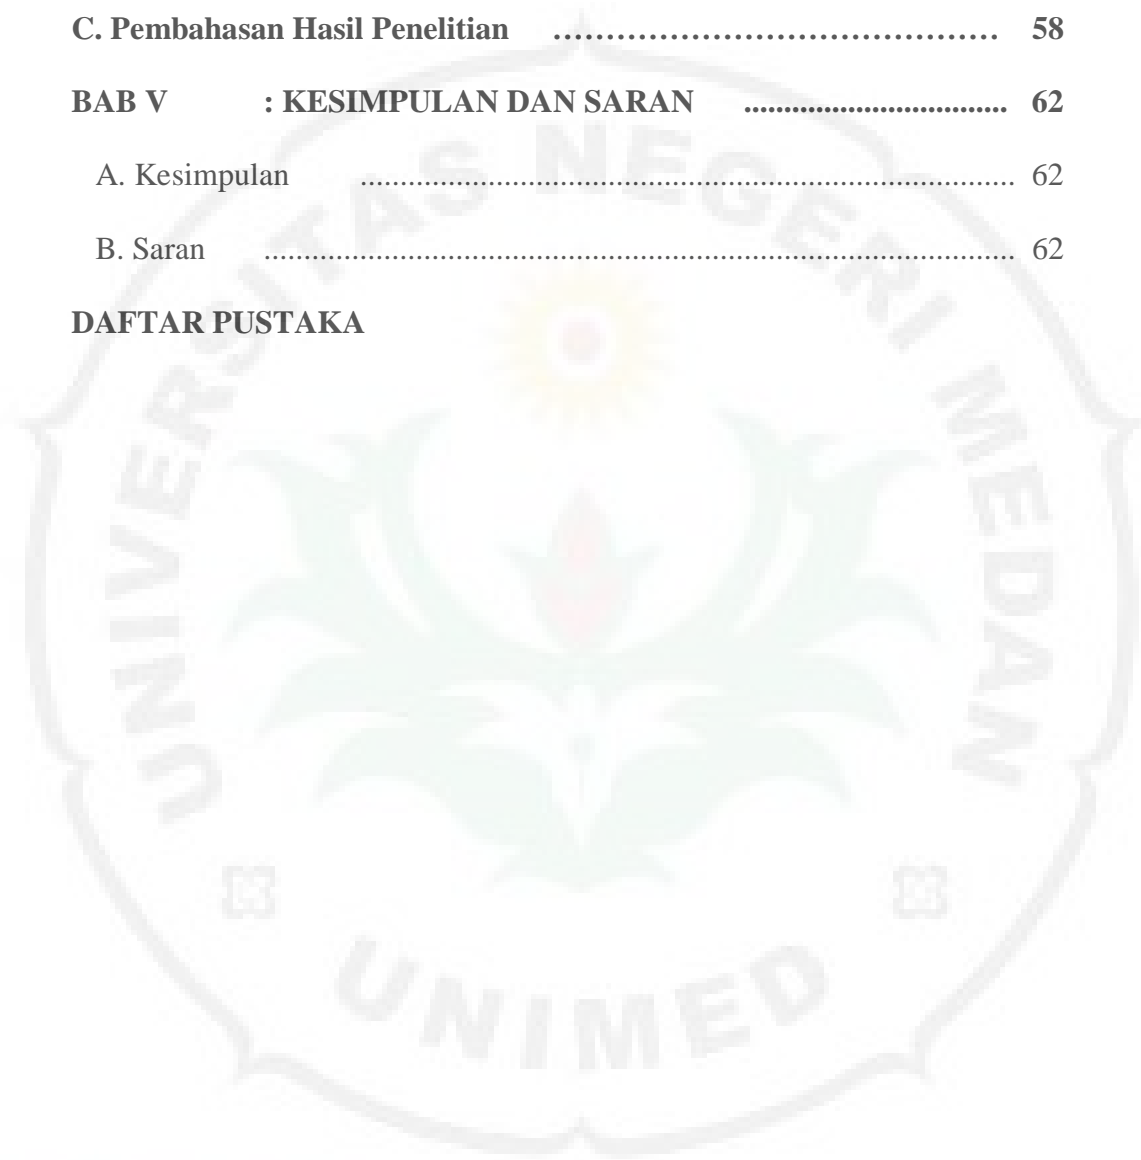 C. Pembahasan Hasil Penelitian ………………………………… 58
BAB V : KESIMPULAN DAN SARAN ................................ 62
A. Kesimpulan ................................................................................. 62
B. Saran ............................................................................................. 62
DAFTAR PUSTAKA
UNIVERSITAS NEGERI MEDAN
UNIMED